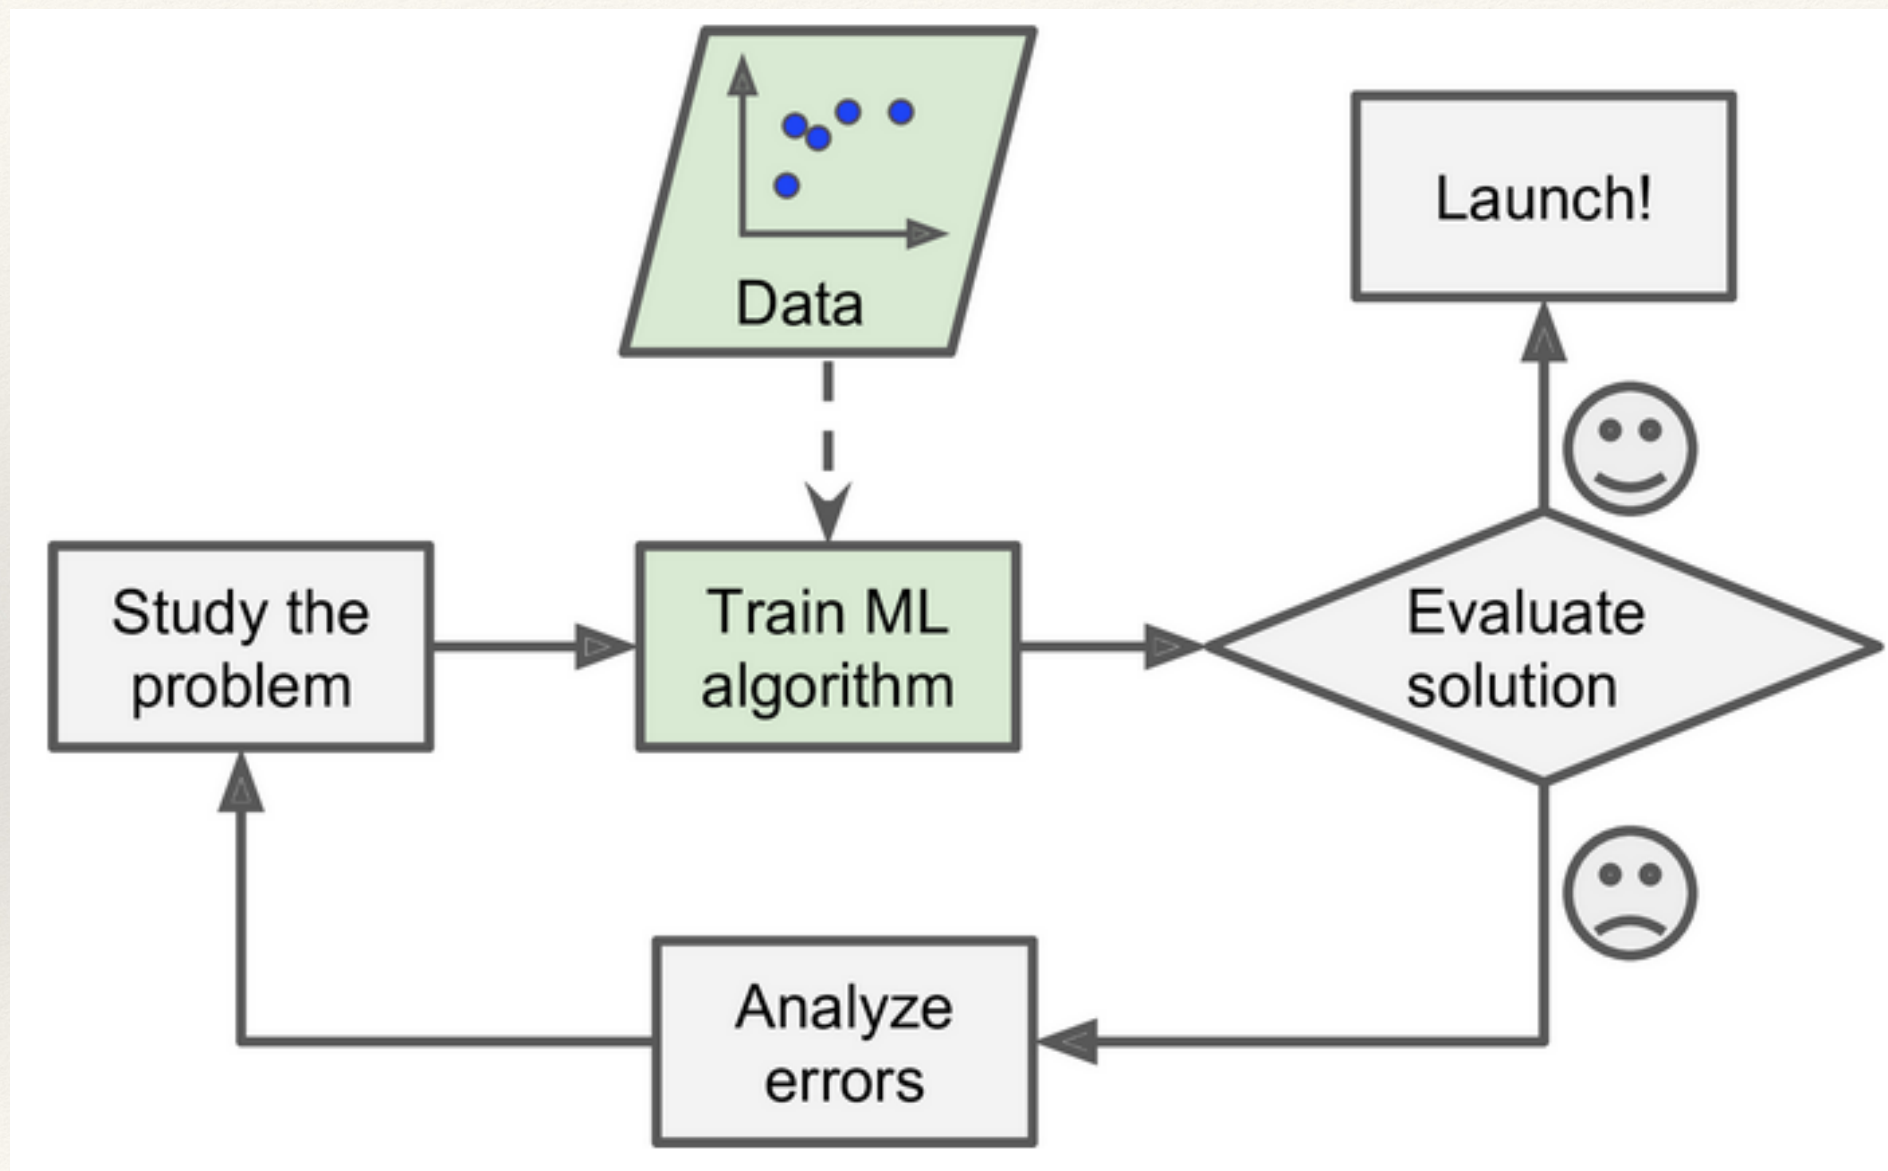 Data
Launch!
Study the
problem
Train ML
algorithm
Evaluate
solution
Analyze
errors